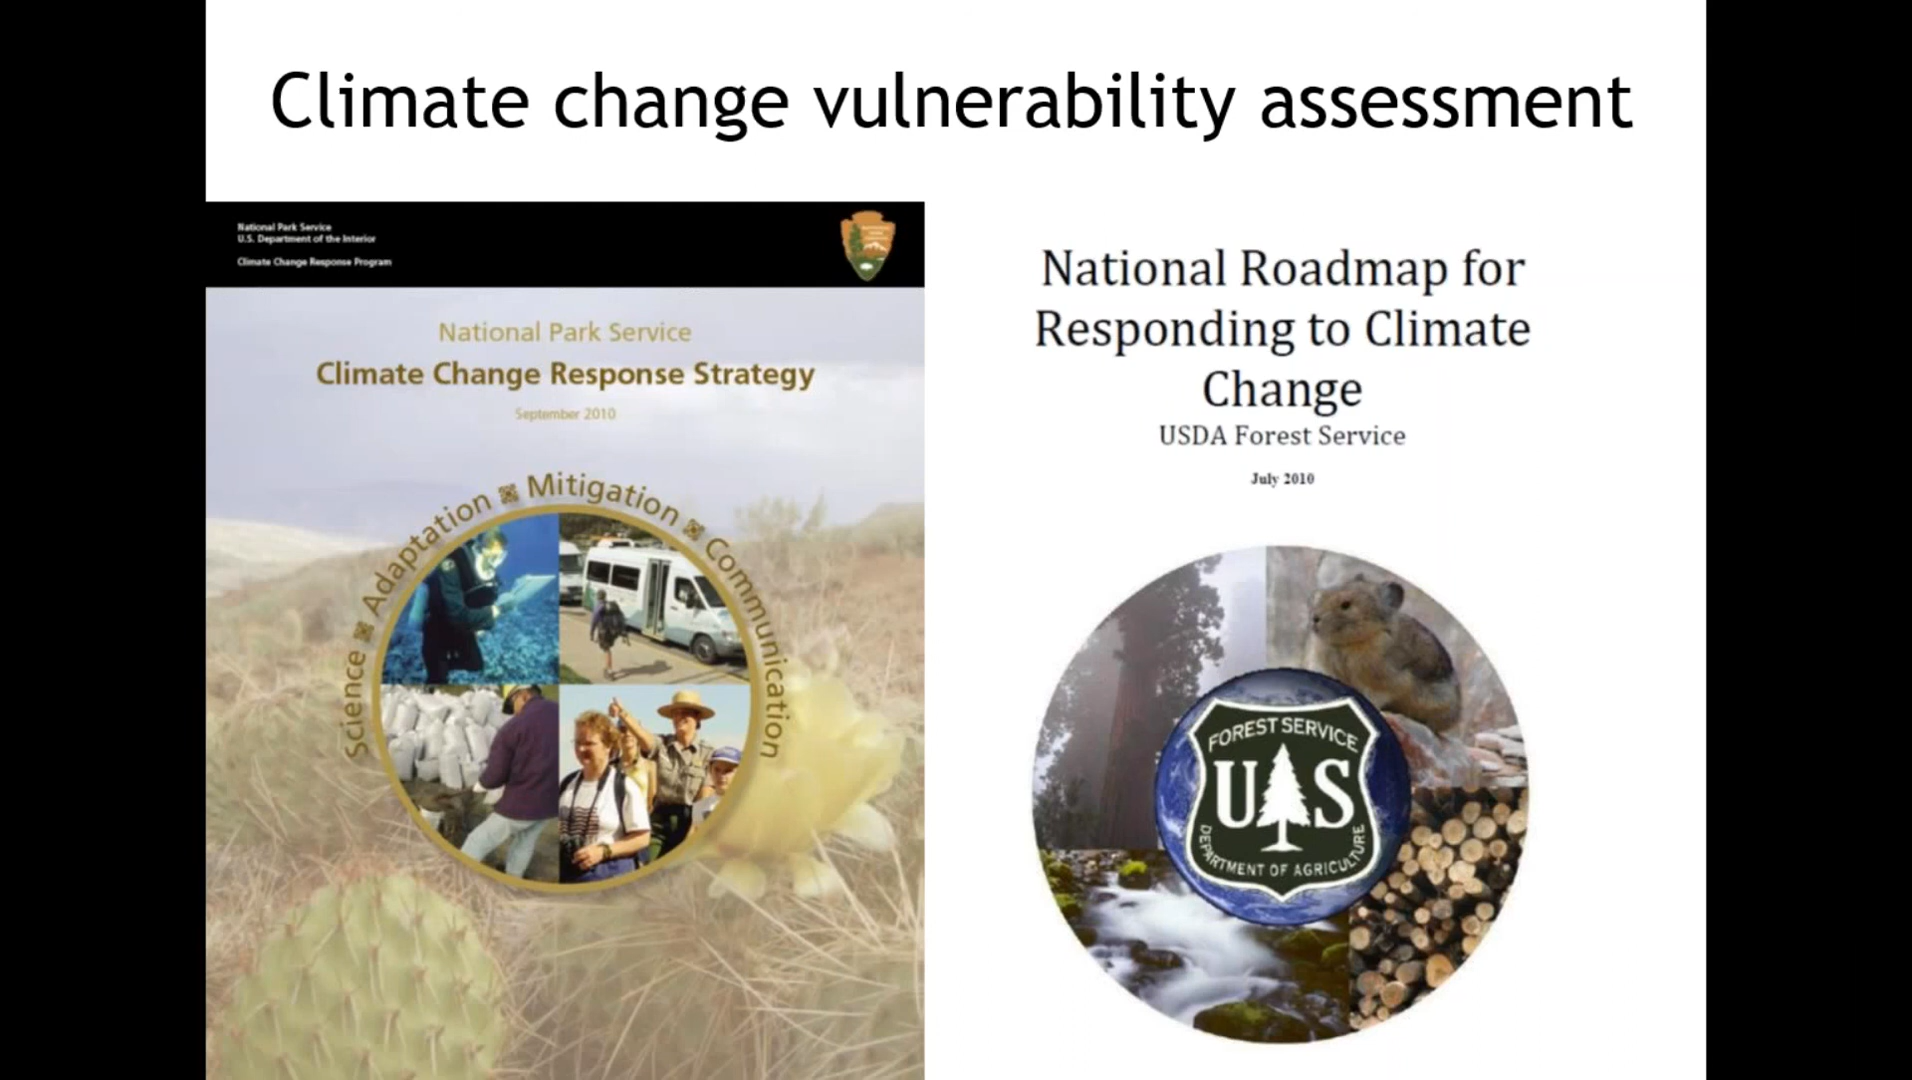 Climate change vulnerability assessment
National Park Service
U.S. Department of the Interior
Climate Change Response Program
National Park Service
Climate Change Response Strategy
September 2010
Science Adaptation Mitigation Communication
National Roadmap for
Responding to Climate
Change
USDA Forest Service
July 2010
FOREST SERVICE
U S
DEPARTMENT OF AGRICULTURE